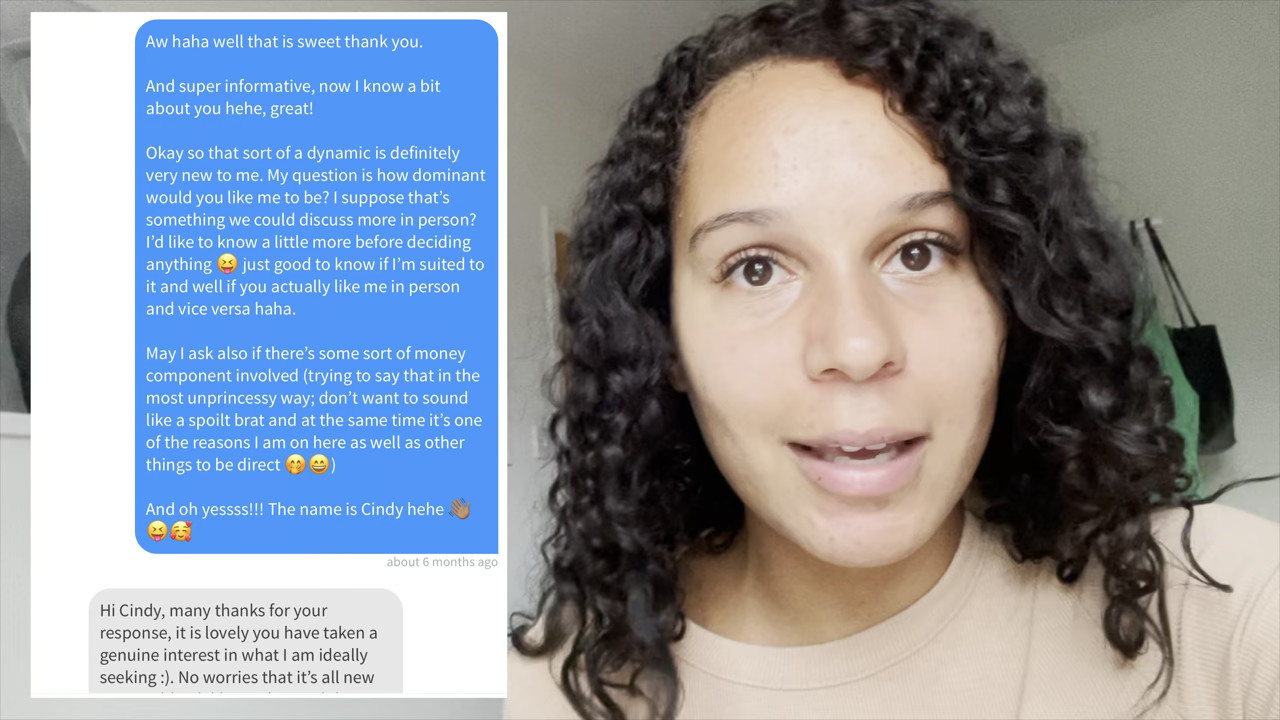 Aw haha well that is sweet thank you.
And super informative, now I know a bit
about you hehe, great!
Okay so that sort of a dynamic is definitely
very new to me. My question is how dominant
would you like me to be? I suppose that's
something we could discuss more in person?
I'd like to know a little more before deciding
anything 😝 just good to know if I'm suited to
it and well if you actually like me in person
and vice versa haha.
May I ask also if there's some sort of money
component involved (trying to say that in the
most unprincessy way; don't want to sound
like a spoilt brat and at the same time it's one
of the reasons I am on here as well as other
things to be direct 🤭😄)
And oh yessss!!! The name is Cindy hehe 👋🏽
😝🥰
about 6 months ago
Hi Cindy, many thanks for your
response, it is lovely you have taken a
genuine interest in what I am ideally
seeking :). No worries that it's all new